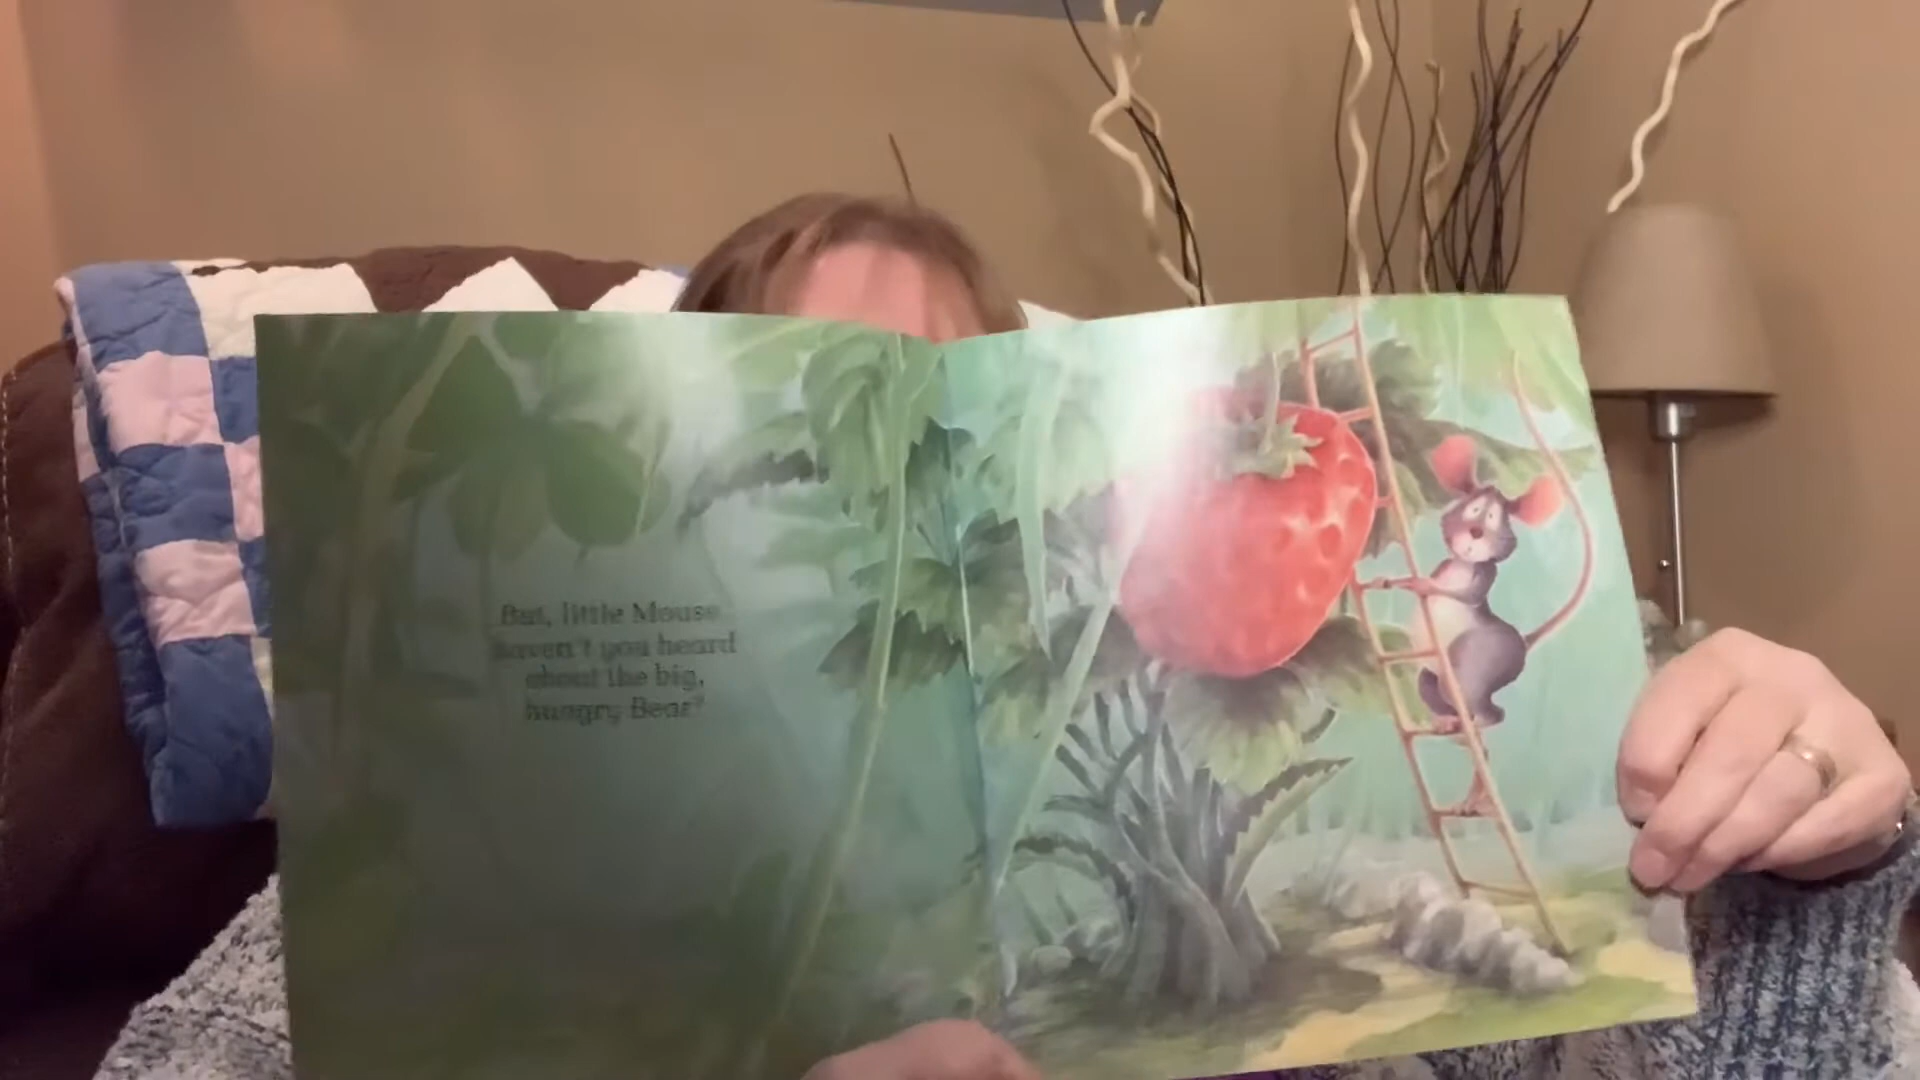 But, little Mouse,
haven't you heard
about the big,
hungry Bear?